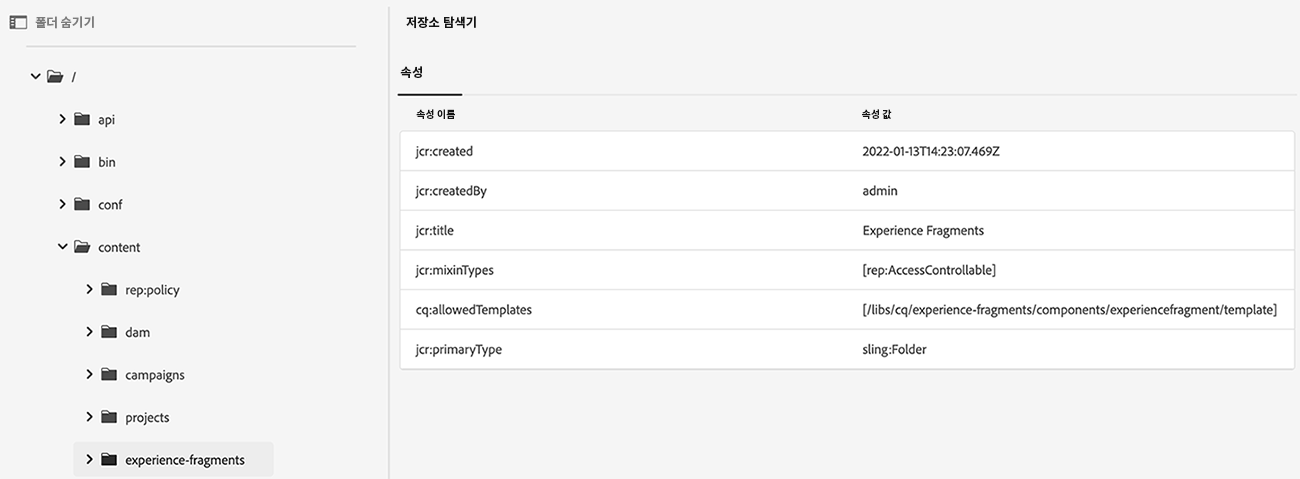 폴더 숨기기
/
api
bin
conf
content
rep:policy
dam
campaigns
projects
experience-fragments
저장소 탐색기
속성
속성 이름 속성 값
jcr:created 2022-01-13T14:23:07.469Z
jcr:createdBy admin
jcr:title Experience Fragments
jcr:mixinTypes [rep:AccessControllable]
cq:allowedTemplates [/libs/cq/experience-fragments/components/experiencefragment/template]
jcr:primaryType sling:Folder